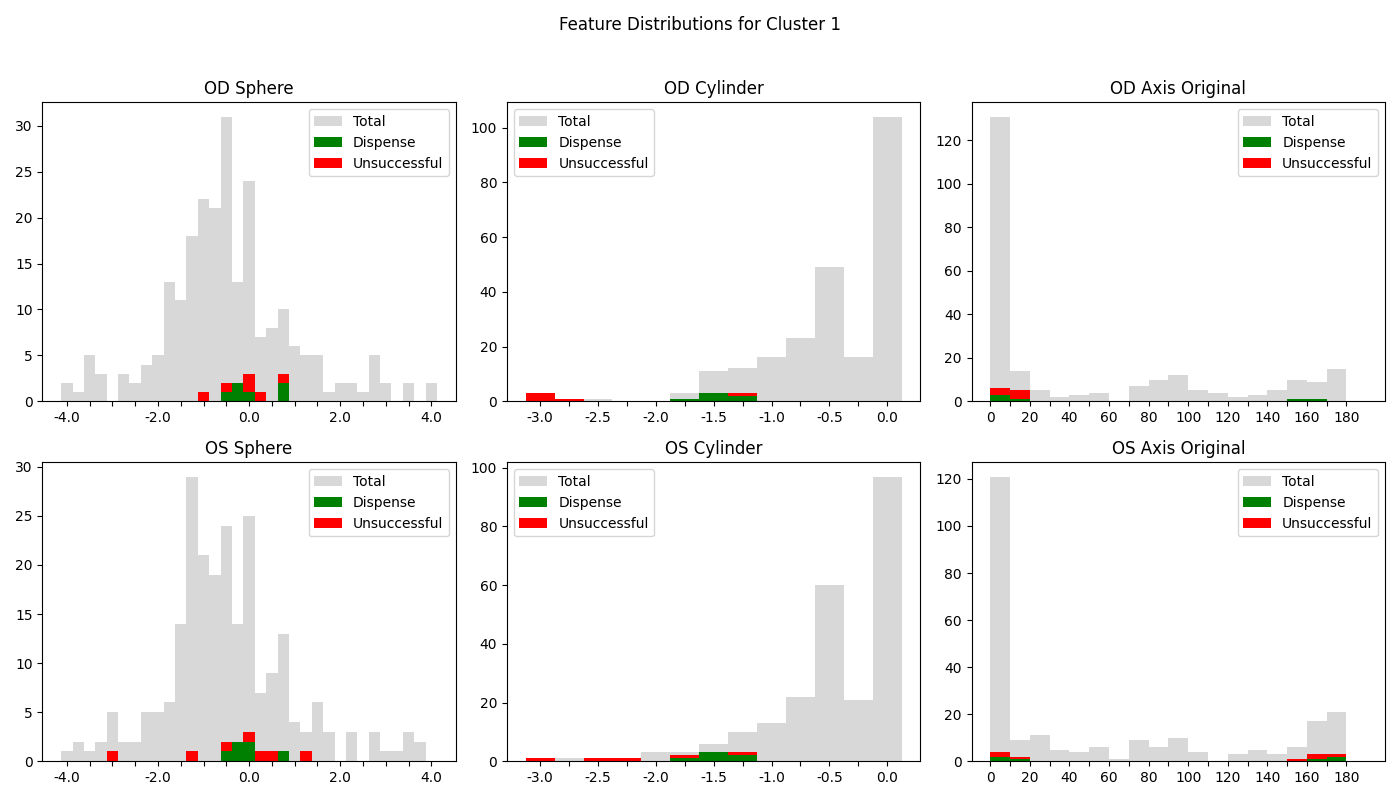 Feature Distributions for Cluster 1
OD Sphere
Total
Dispense
Unsuccessful
30
25
20
15
10
5
0
-4.0 -2.0 0.0 2.0 4.0
OD Cylinder
Total
Dispense
Unsuccessful
100
80
60
40
20
0
-3.0 -2.5 -2.0 -1.5 -1.0 -0.5 0.0
OD Axis Original
Total
Dispense
Unsuccessful
120
100
80
60
40
20
0
0 20 40 60 80 100 120 140 160 180
OS Sphere
Total
Dispense
Unsuccessful
30
25
20
15
10
5
0
-4.0 -2.0 0.0 2.0 4.0
OS Cylinder
Total
Dispense
Unsuccessful
100
80
60
40
20
0
-3.0 -2.5 -2.0 -1.5 -1.0 -0.5 0.0
OS Axis Original
Total
Dispense
Unsuccessful
120
100
80
60
40
20
0
0 20 40 60 80 100 120 140 160 180